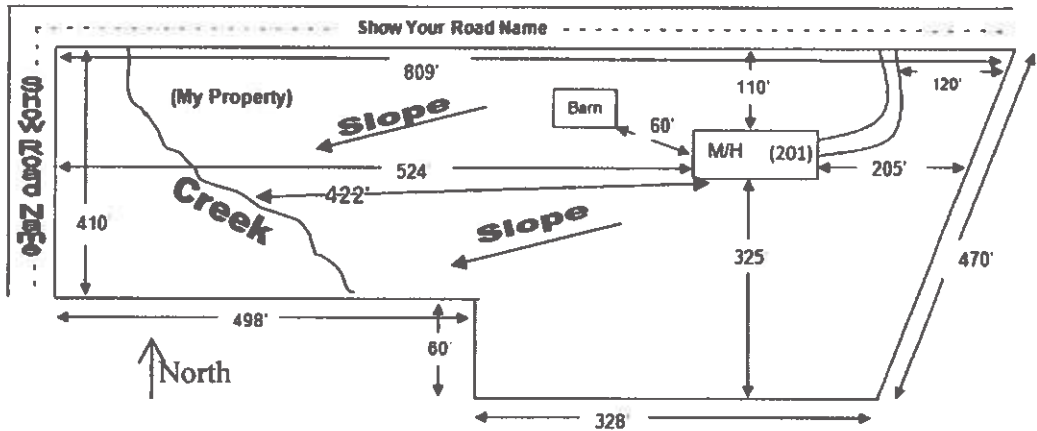 Show Your Road Name
809'
(My Property)
Slope
110'
120'
Barn
60'
M/H (201)
Show Road Name
524
422'
205'
Creek
410
Slope
325
470'
498'
60'
North
328'